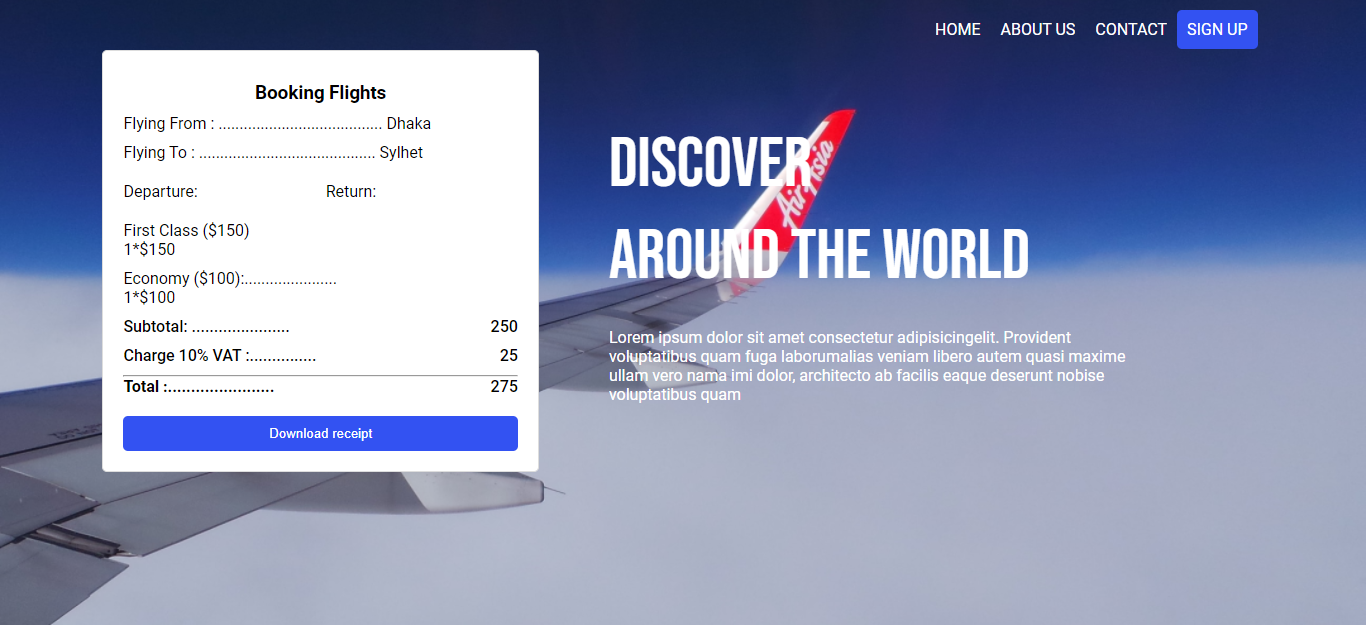 HOME ABOUT US CONTACT SIGN UP
Booking Flights
Flying From : ....................................... Dhaka
Flying To : .......................................... Sylhet
Departure: Return:
First Class ($150)
1*$150
Economy ($100):......................
1*$100
Subtotal: ..................... 250
Charge 10% VAT :.............. 25
Total :....................... 275
Download receipt
DISCOVER
AROUND THE WORLD
AirAsia
Lorem ipsum dolor sit amet consectetur adipisicingelit. Provident
voluptatibus quam fuga laborumalias veniam libero autem quasi maxime
ullam vero nama imi dolor, architecto ab facilis eaque deserunt nobise
voluptatibus quam